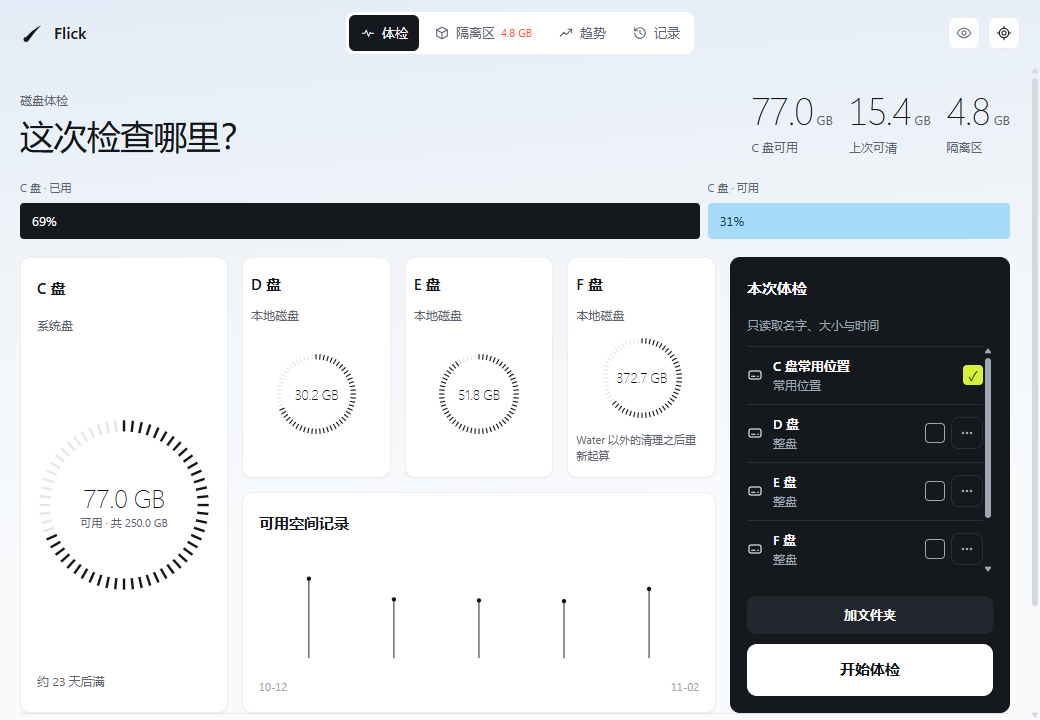 Flick
体检
隔离区 4.8 GB
趋势
记录
磁盘体检
这次检查哪里?
77.0 GB
C 盘可用
15.4 GB
上次可清
4.8 GB
隔离区
C 盘 · 已用
69%
C 盘 · 可用
31%
C 盘
系统盘
77.0 GB
可用 · 共 250.0 GB
约 23 天后满
D 盘
本地磁盘
30.2 GB
E 盘
本地磁盘
51.8 GB
F 盘
本地磁盘
372.7 GB
Water 以外的清理之后重
新起算
可用空间记录
10-12
11-02
本次体检
只读取名字、大小与时间
C 盘常用位置
常用位置
D 盘
整盘
E 盘
整盘
F 盘
整盘
加文件夹
开始体检